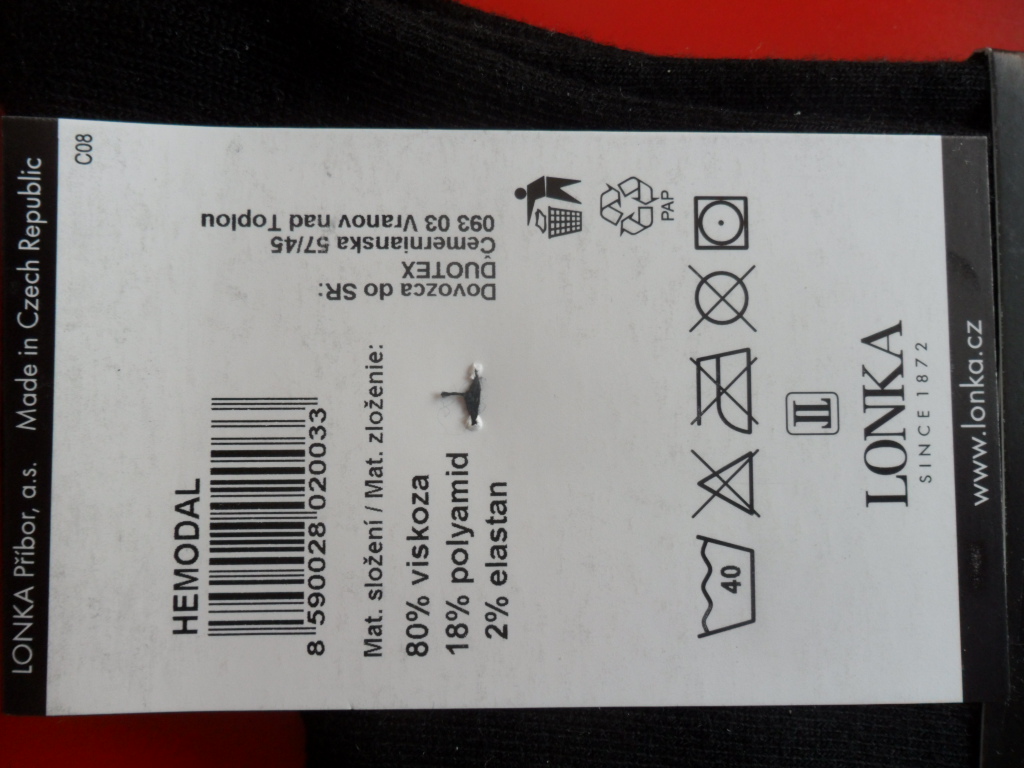 LONKA Příbor, a.s. Made in Czech Republic
C08
HEMODAL
8 590028 020033
Mat. složení / Mat. zloženie:
80% viskoza
18% polyamid
2% elastan
Dovozca do SR:
DUOTEX
Čemernianska 57/45
093 03 Vranov nad Topľou
PAP
40
LONKA
SINCE 1872
www.lonka.cz